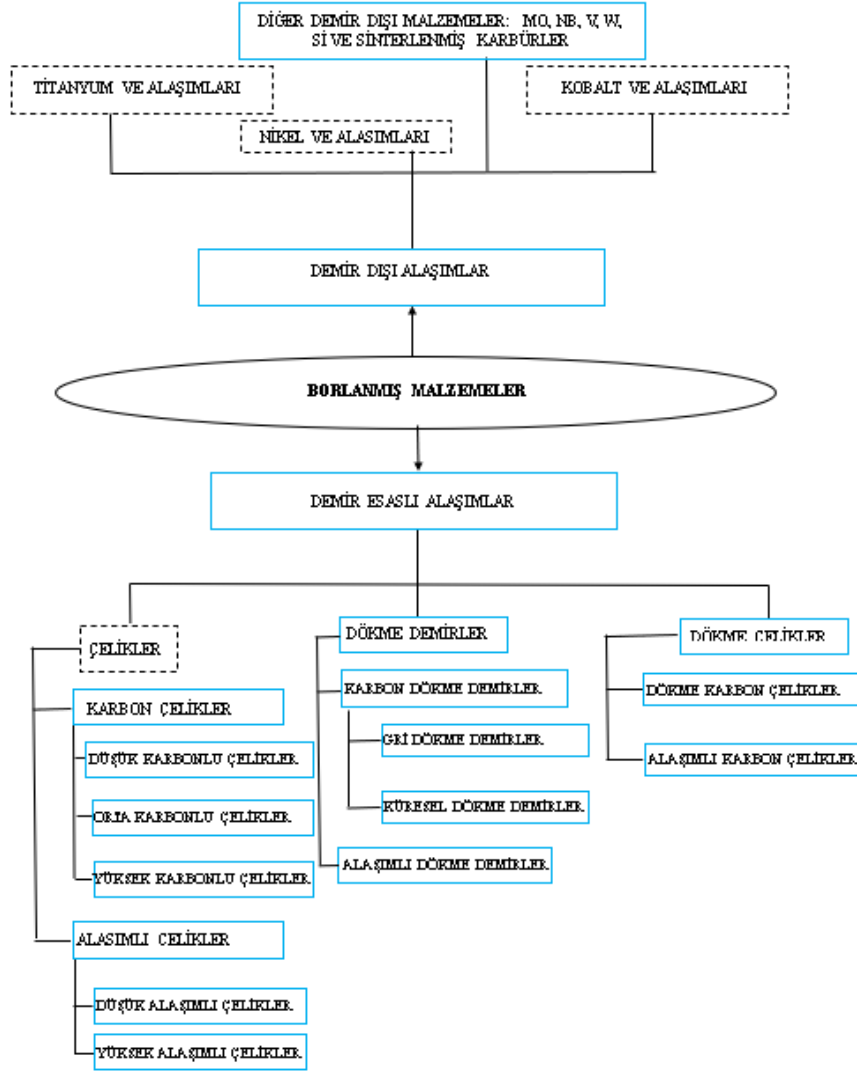 DİĞER DEMİR DIŞI MALZEMELER: MO, NB, V, W,
Sİ VE SİNTERLENMİŞ KARBÜRLER
TİTANYUM VE ALAŞIMLARI
KOBALT VE ALAŞIMLARI
NİKEL VE ALASIMLARI
DEMİR DIŞI ALAŞIMLAR
BORLANMIŞ MALZEMELER
DEMİR ESASLI ALAŞIMLAR
ÇELİKLER
KARBON ÇELİKLER
DÜŞÜK KARBONLU ÇELİKLER
ORTA KARBONLU ÇELİKLER
YÜKSEK KARBONLU ÇELİKLER
ALASIMLI ÇELİKLER
DÜŞÜK ALAŞIMLI ÇELİKLER
YÜKSEK ALAŞIMLI ÇELİKLER
DÖKME DEMİRLER
KARBON DÖKME DEMİRLER
GRİ DÖKME DEMİRLER
KÜRESEL DÖKME DEMİRLER
ALAŞIMLI DÖKME DEMİRLER
DÖKME ÇELİKLER
DÖKME KARBON ÇELİKLER
ALAŞIMLI KARBON ÇELİKLER